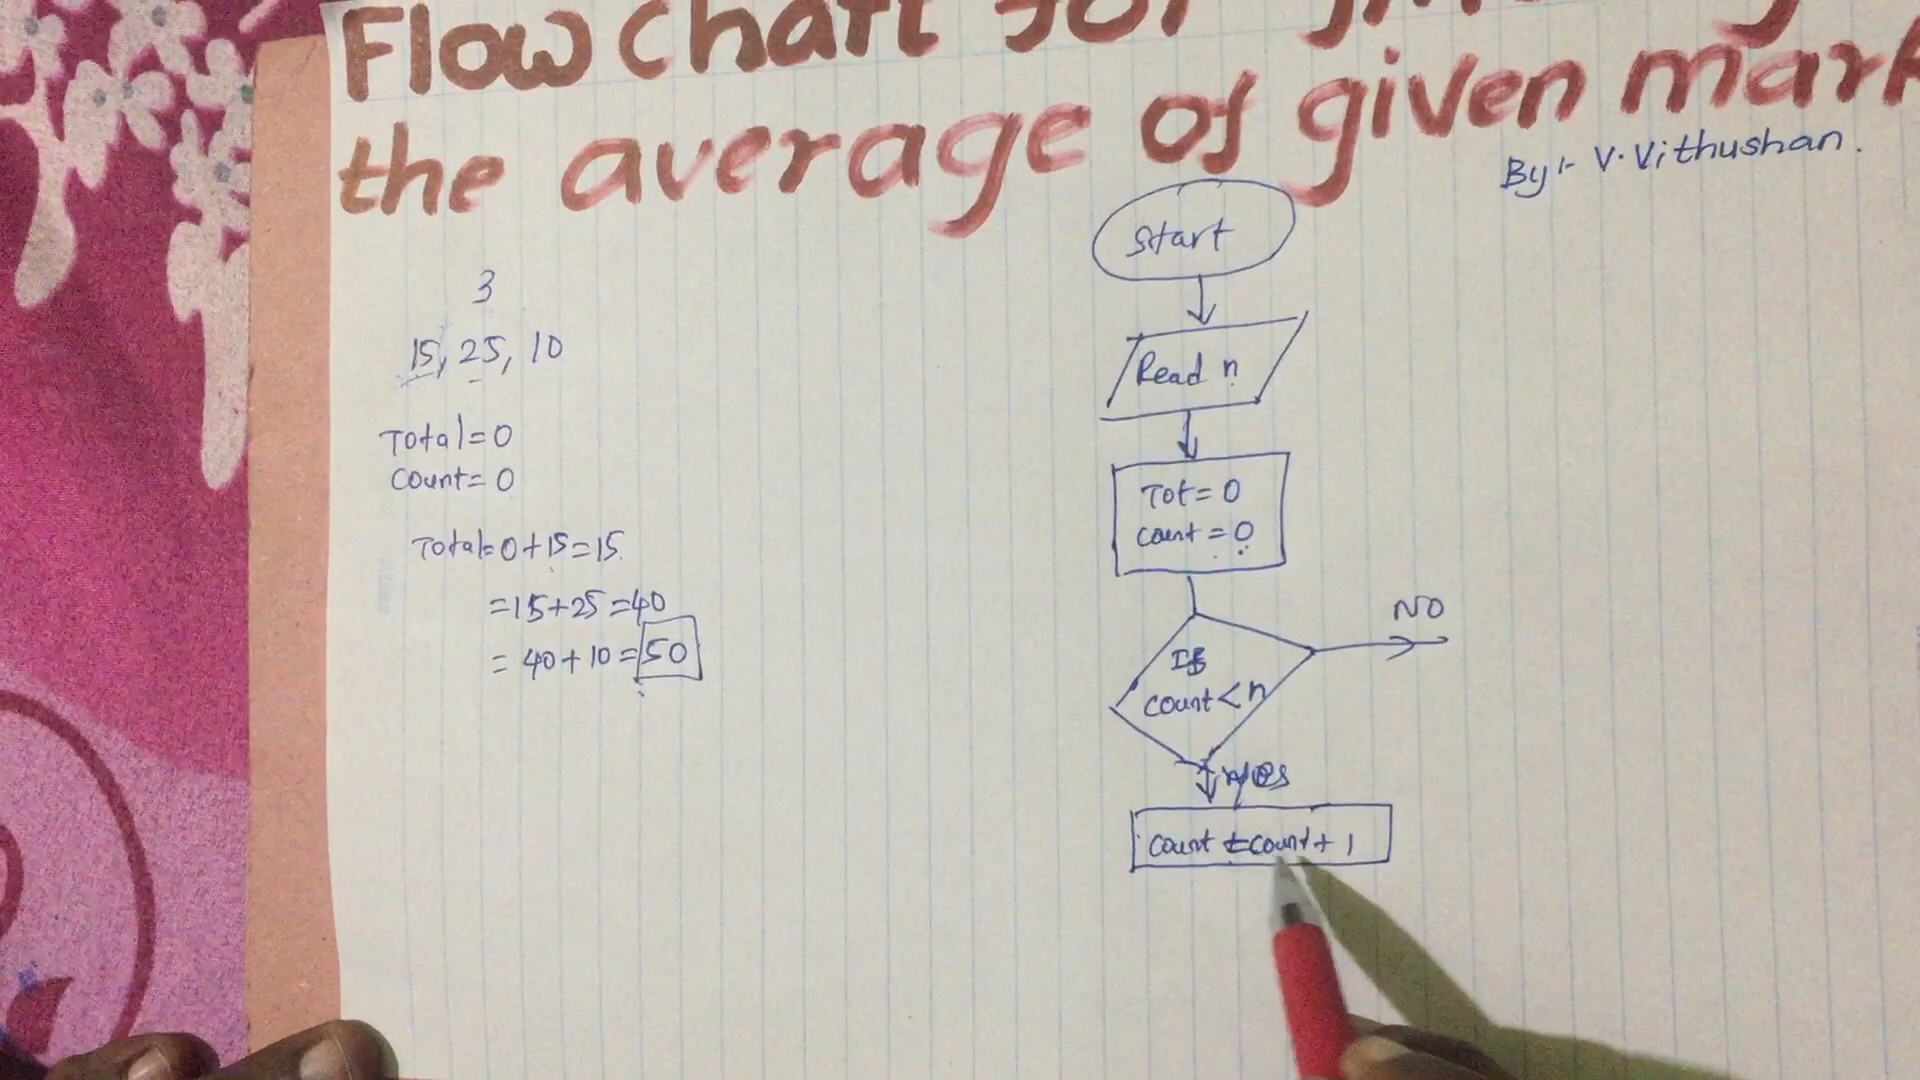 Flow chart for
the average of given mark
By:- V. Vithushan.
3
15, 25, 10
Total=0
Count=0
Total=0+15=15
=15+25=40
=40+10=50
Start
Read n
Tot=0
count=0
If
count<n
NO
yes
count=count+1